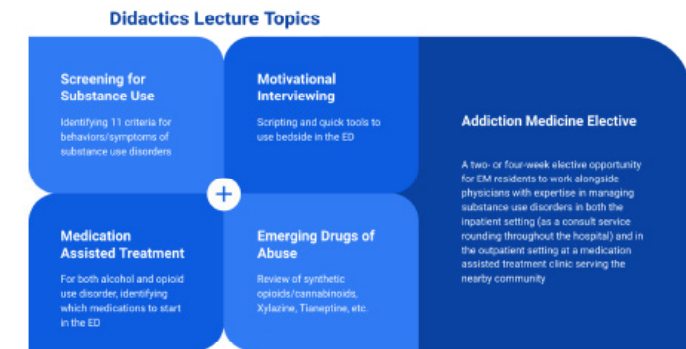 Didactics Lecture Topics
Screening for
Substance Use
Identifying 11 criteria for
behaviors/symptoms of
substance use disorders
Motivational
Interviewing
Scripting and quick tools to
use bedside in the ED
Medication
Assisted Treatment
For both alcohol and opioid
use disorder, identifying
which medications to start
in the ED
Emerging Drugs of
Abuse
Review of synthetic
opioids/cannabinoids,
Xylazine, Tianeptine, etc.
Addiction Medicine Elective
A two- or four-week elective opportunity
for EM residents to work alongside
physicians with expertise in managing
substance use disorders in both the
inpatient setting (as a consult service
rounding throughout the hospital) and in
the outpatient setting at a medication
assisted treatment clinic serving the
nearby community